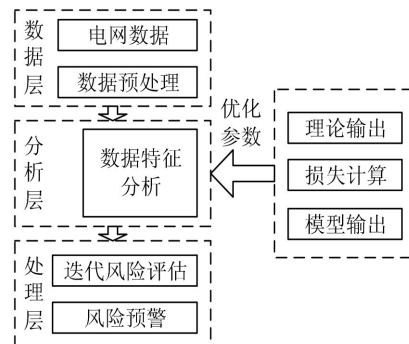 数据层
电网数据
数据预处理
分析层
数据特征
分析
优化
参数
理论输出
损失计算
模型输出
处理层
迭代风险评估
风险预警